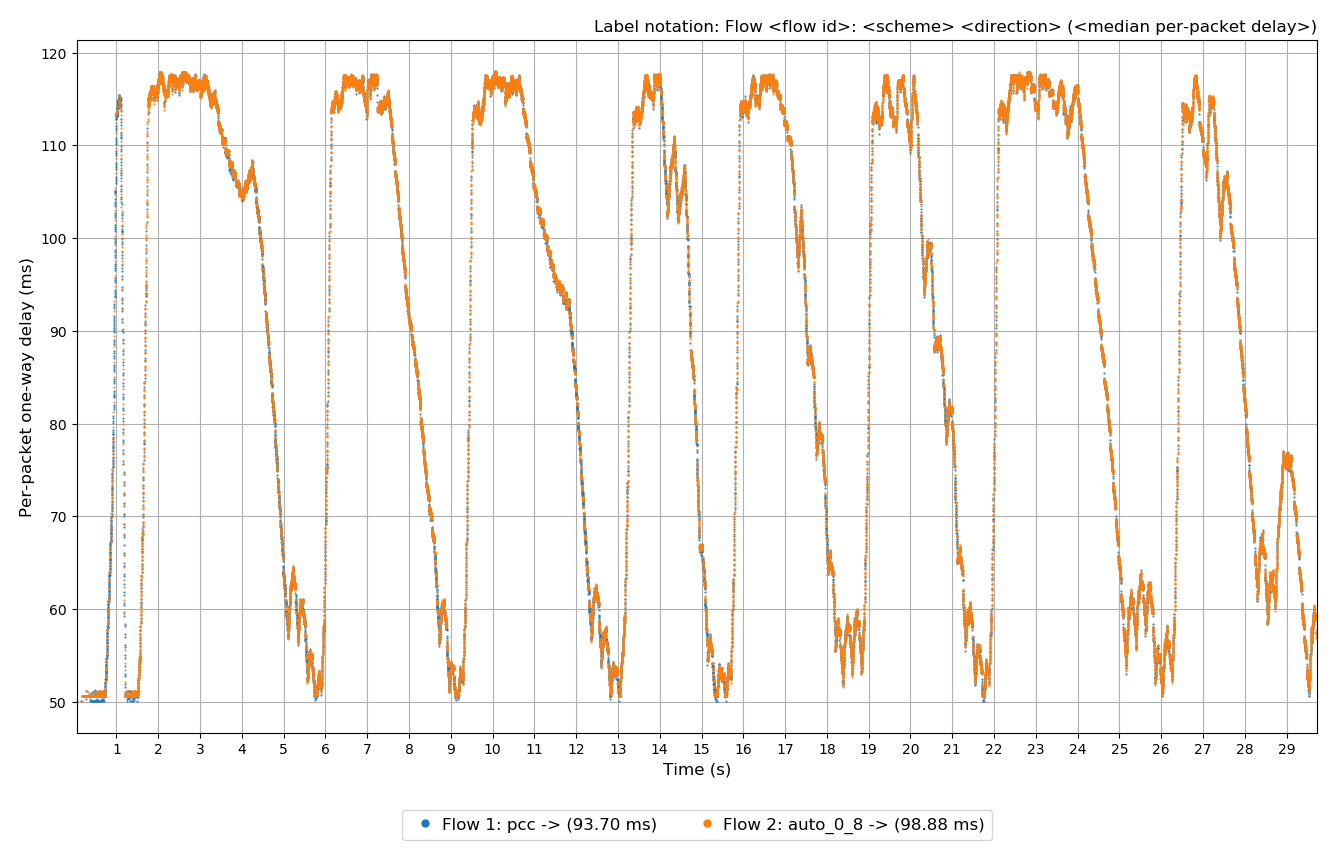 Label notation: Flow <flow id>: <scheme> <direction> (<median per-packet delay>)
120
110
100
90
80
70
60
50
Per-packet one-way delay (ms)
1 2 3 4 5 6 7 8 9 10 11 12 13 14 15 16 17 18 19 20 21 22 23 24 25 26 27 28 29
Time (s)
Flow 1: pcc -> (93.70 ms) Flow 2: auto_0_8 -> (98.88 ms)